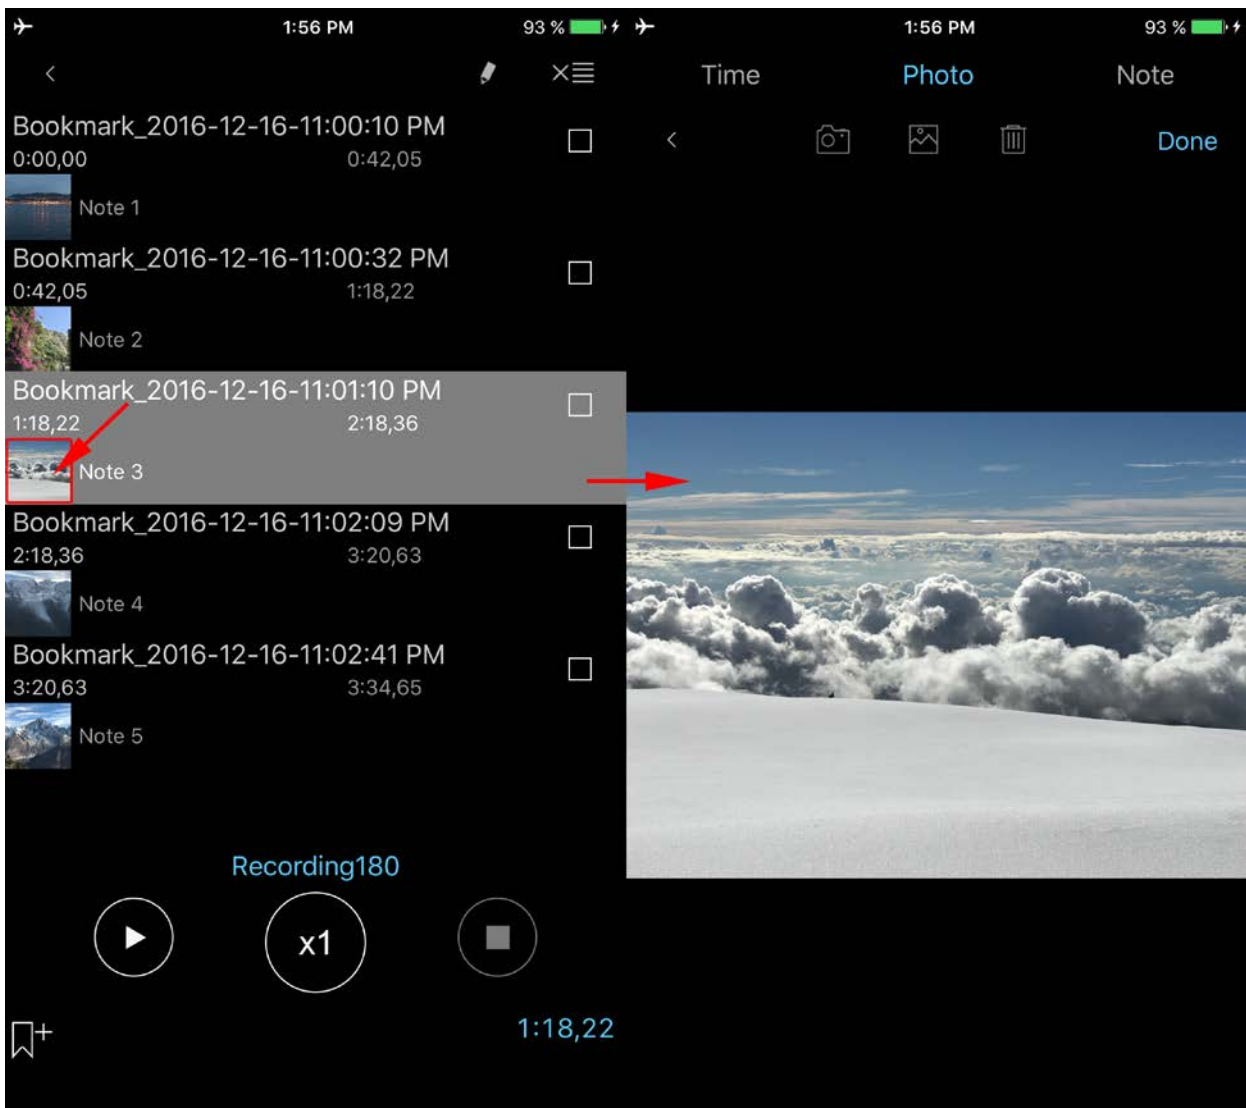 1:56 PM
93 %
Bookmark_2016-12-16-11:00:10 PM
0:00,00 0:42,05
Note 1
Bookmark_2016-12-16-11:00:32 PM
0:42,05 1:18,22
Note 2
Bookmark_2016-12-16-11:01:10 PM
1:18,22 2:18,36
Note 3
Bookmark_2016-12-16-11:02:09 PM
2:18,36 3:20,63
Note 4
Bookmark_2016-12-16-11:02:41 PM
3:20,63 3:34,65
Note 5
Recording180
x1
1:18,22
1:56 PM
93 %
Time Photo Note
Done